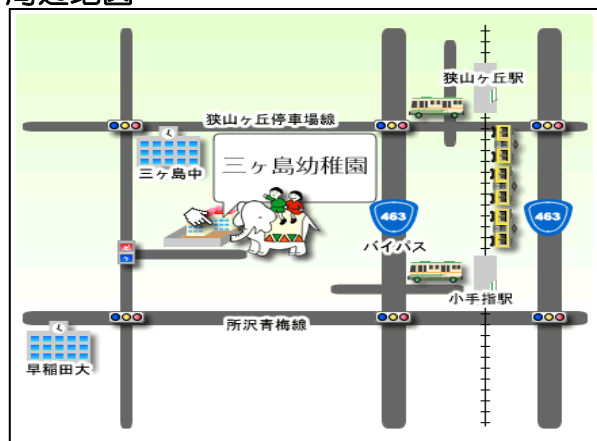 周辺地図
狭山ヶ丘駅
狭山ヶ丘停車場線
三ヶ島中
三ヶ島幼稚園
463
463
バイパス
小手指駅
所沢青梅線
早稲田大